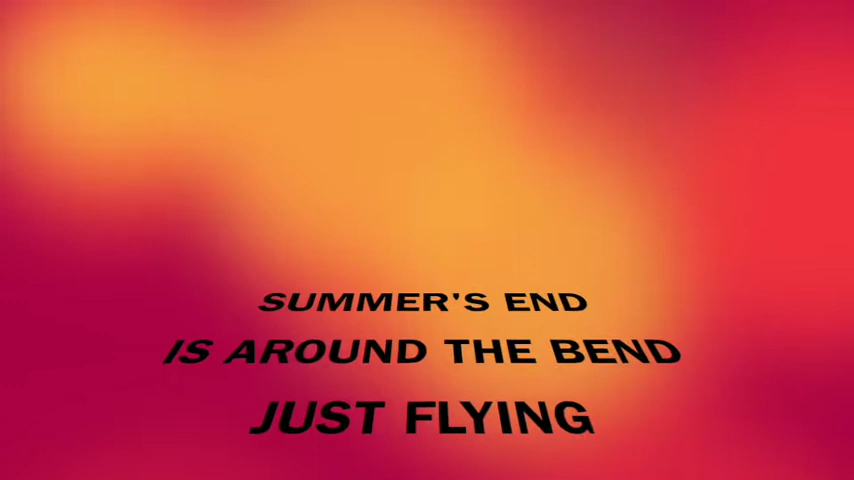 SUMMER'S END
IS AROUND THE BEND
JUST FLYING